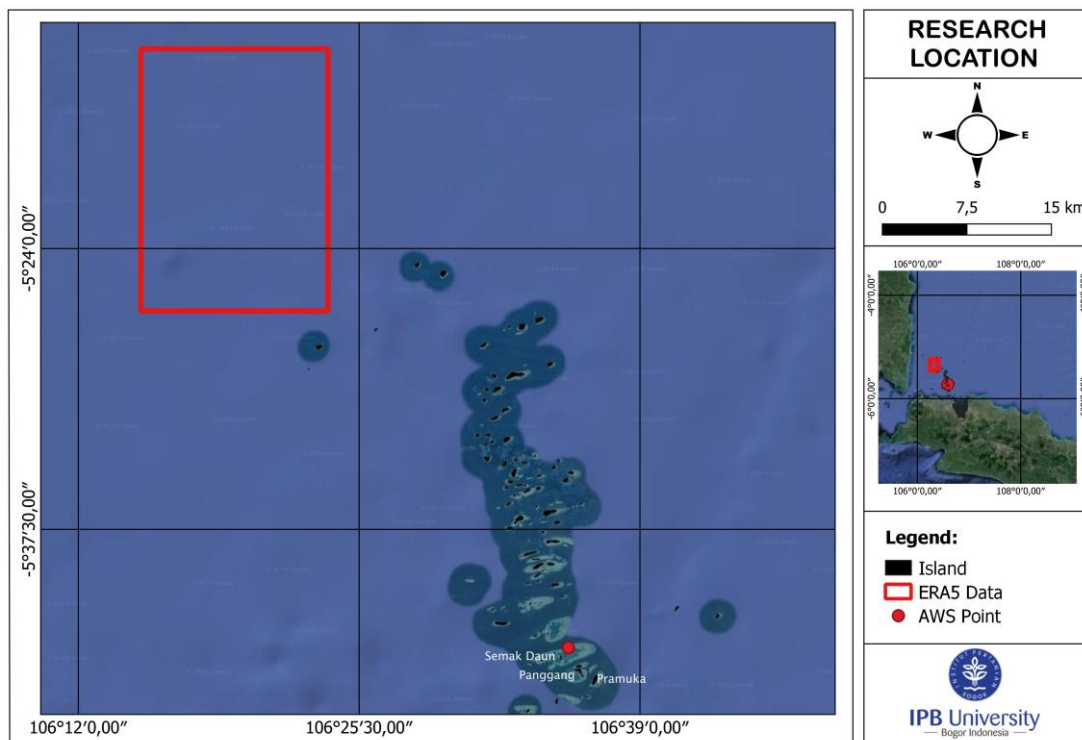 RESEARCH
LOCATION
N
W
E
S
0 7,5 15 km
106°0'0,00" 108°0'0,00"
-4°0'0,00"
-6°0'0,00"
106°0'0,00" 108°0'0,00"
Legend:
Island
ERA5 Data
AWS Point
INSTITUT PERTANIAN
BOGOR
IPB University
Bogor Indonesia
-5°24'0,00"
-5°37'30,00"
Semak Daun
Panggang
Pramuka
106°12'0,00" 106°25'30,00" 106°39'0,00"